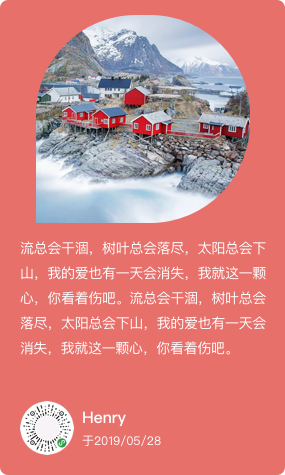 流总会干涸，树叶总会落尽，太阳总会下
山，我的爱也有一天会消失，我就这一颗
心，你看着伤吧。流总会干涸，树叶总会
落尽，太阳总会下山，我的爱也有一天会
消失，我就这一颗心，你看着伤吧。
Henry
于2019/05/28